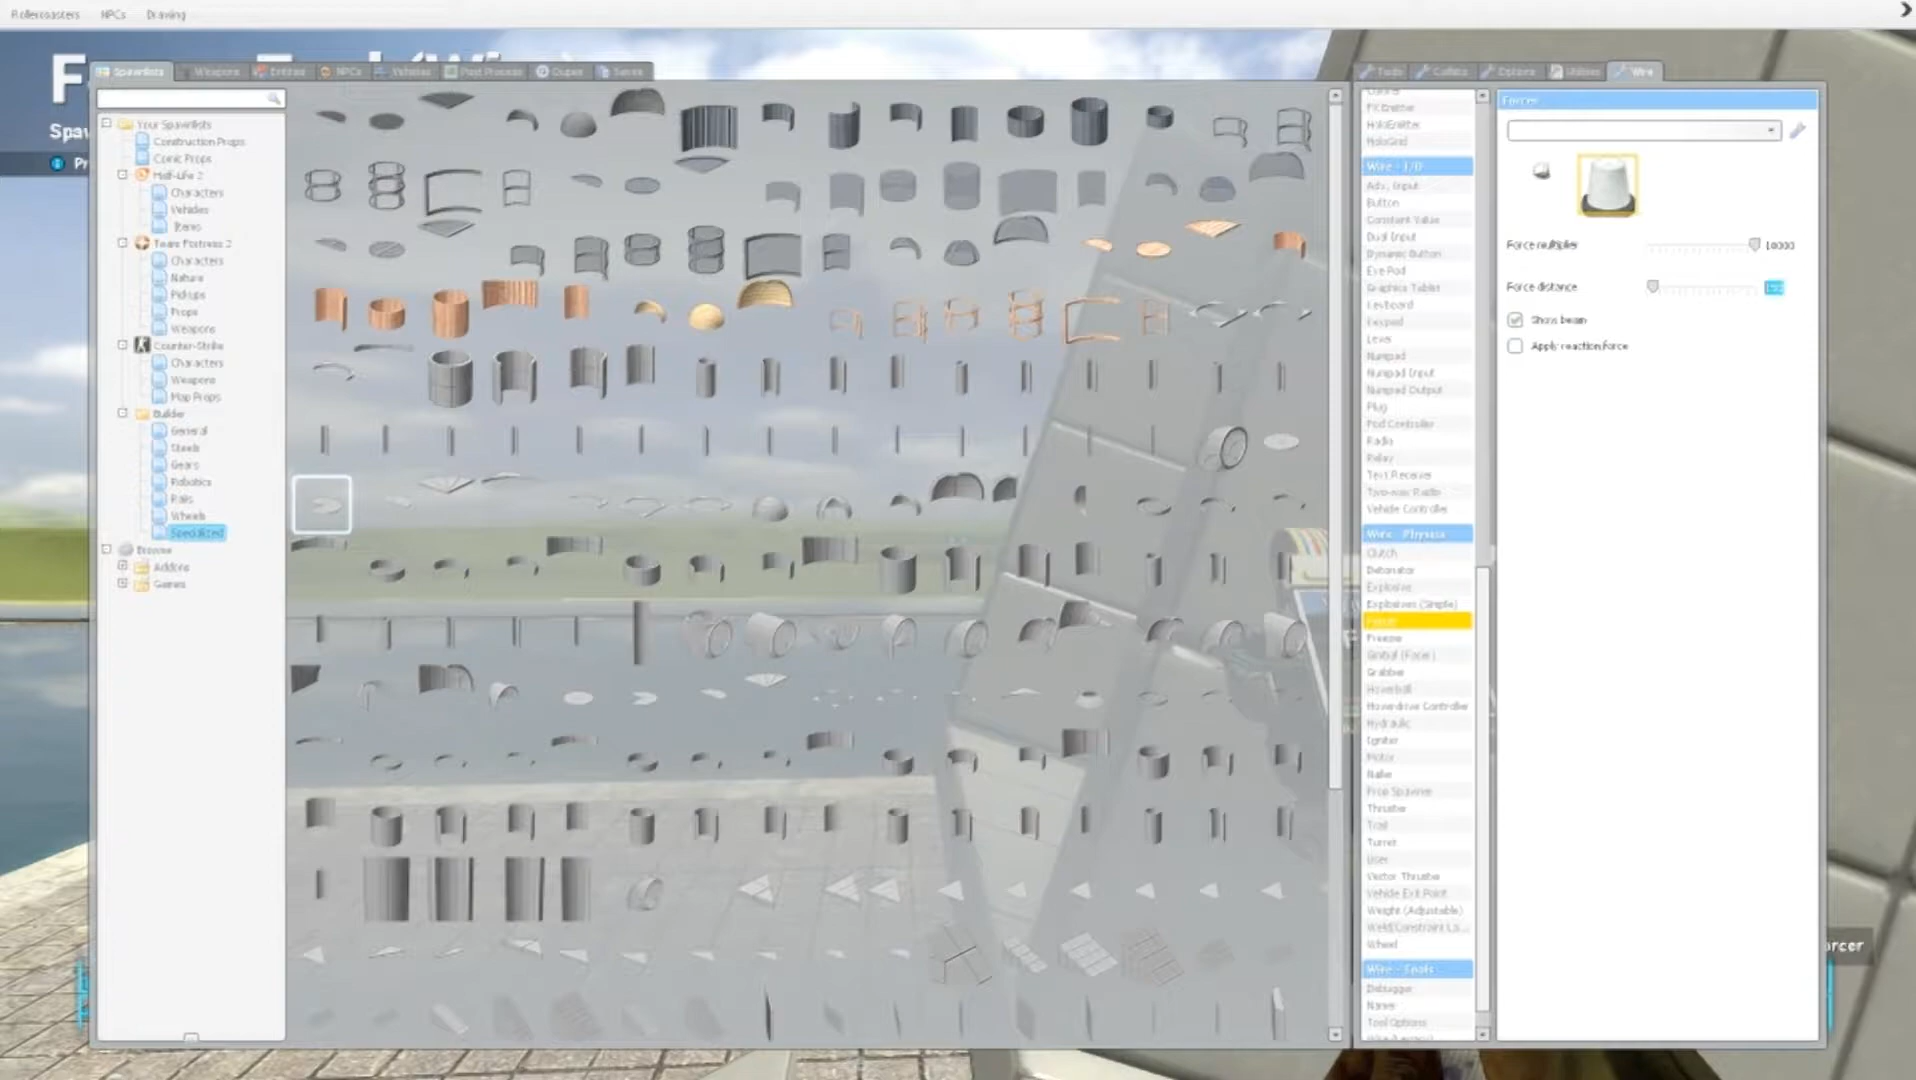 Rollercoasters NPCs Drawing
Spawnlists Weapons Entities NPCs Vehicles Post Process Dupes Saves
Your Spawnlists
Construction Props
Comic Props
Half-Life 2
Characters
Vehicles
Items
Team Fortress 2
Characters
Nature
Pickups
Props
Weapons
Counter-Strike
Characters
Weapons
Map Props
Builder
General
Steels
Gears
Robotics
Rails
Wheels
Specialized
Browse
Addons
Games
Tools Options Utilities Wire
FX Emitter
HoloEmitter
HoloGrid
Wire - I/O
Adv. Input
Button
Constant Value
Dual Input
Dynamic Button
Eye Pod
Graphics Tablet
Keyboard
Keypad
Lever
Numpad
Numpad Input
Numpad Output
Plug
Pod Controller
Radio
Relay
Text Receiver
Two-way Radio
Vehicle Controller
Wire - Physics
Clutch
Detonator
Explosive
Explosives (Simple)
Forcer
Freezer
Gimbal (Facer)
Grabber
Hoverball
Hoverdrive Controller
Hydraulic
Igniter
Motor
Nailer
Prop Spawner
Thruster
Trail
Turret
User
Vector Thruster
Vehicle Exit Point
Weight (Adjustable)
Weld/Constraint La...
Wheel
Wire - Tools
Debugger
Name
Tool Options
Forcer
Force multiplier 10000
Force distance
Show beam
Apply reaction force
orcer